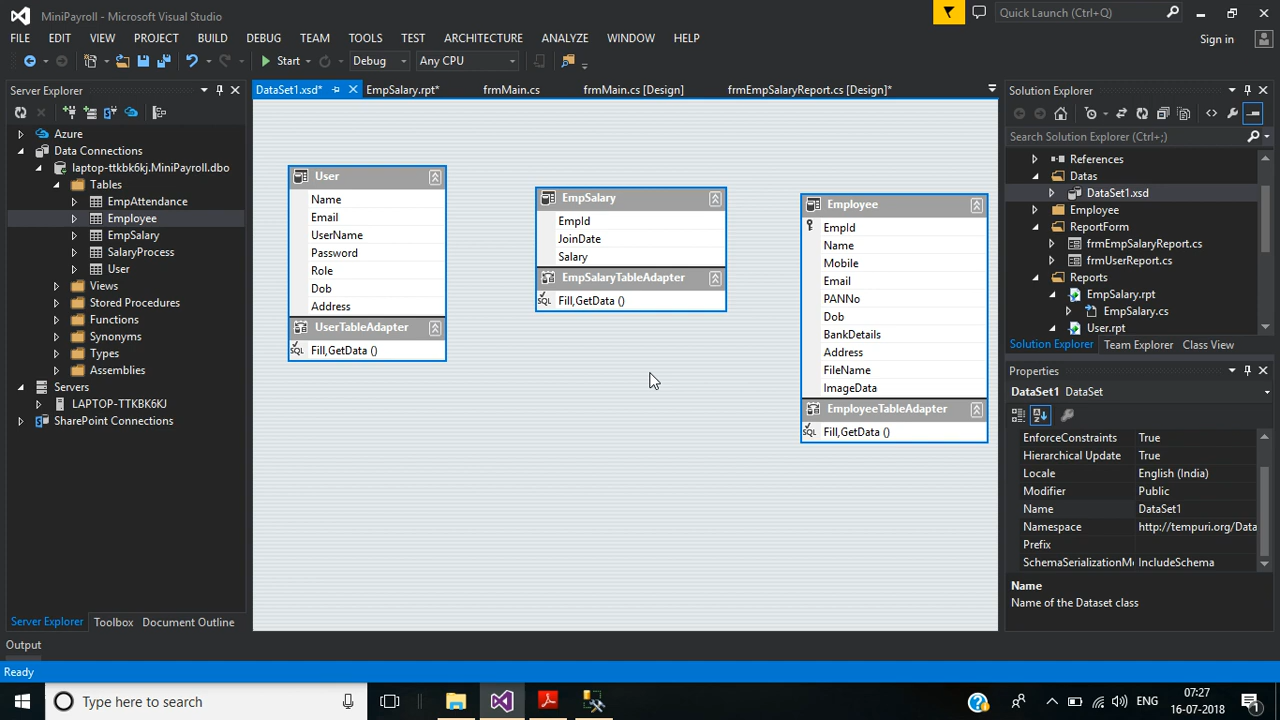 MiniPayroll - Microsoft Visual Studio
Quick Launch (Ctrl+Q)
FILE EDIT VIEW PROJECT BUILD DEBUG TEAM TOOLS TEST ARCHITECTURE ANALYZE WINDOW HELP
Sign in
Start Debug Any CPU
Server Explorer
Azure
Data Connections
laptop-ttkbk6kj.MiniPayroll.dbo
Tables
EmpAttendance
Employee
EmpSalary
SalaryProcess
User
Views
Stored Procedures
Functions
Synonyms
Types
Assemblies
Servers
LAPTOP-TTKBK6KJ
SharePoint Connections
Server Explorer Toolbox Document Outline
DataSet1.xsd* EmpSalary.rpt* frmMain.cs frmMain.cs [Design] frmEmpSalaryReport.cs [Design]*
User
Name
Email
UserName
Password
Role
Dob
Address
UserTableAdapter
SQL Fill,GetData ()
EmpSalary
EmpId
JoinDate
Salary
EmpSalaryTableAdapter
SQL Fill,GetData ()
Employee
EmpId
Name
Mobile
Email
PANNo
Dob
BankDetails
Address
FileName
ImageData
EmployeeTableAdapter
SQL Fill,GetData ()
Solution Explorer
Search Solution Explorer (Ctrl+;)
References
Datas
DataSet1.xsd
Employee
ReportForm
frmEmpSalaryReport.cs
frmUserReport.cs
Reports
EmpSalary.rpt
EmpSalary.cs
User.rpt
Solution Explorer Team Explorer Class View
Properties
DataSet1 DataSet
EnforceConstraints True
Hierarchical Update True
Locale English (India)
Modifier Public
Name DataSet1
Namespace http://tempuri.org/Data
Prefix
SchemaSerializationMo IncludeSchema
Name
Name of the Dataset class
Output
Ready
Type here to search
ENG
07:27
16-07-2018
1